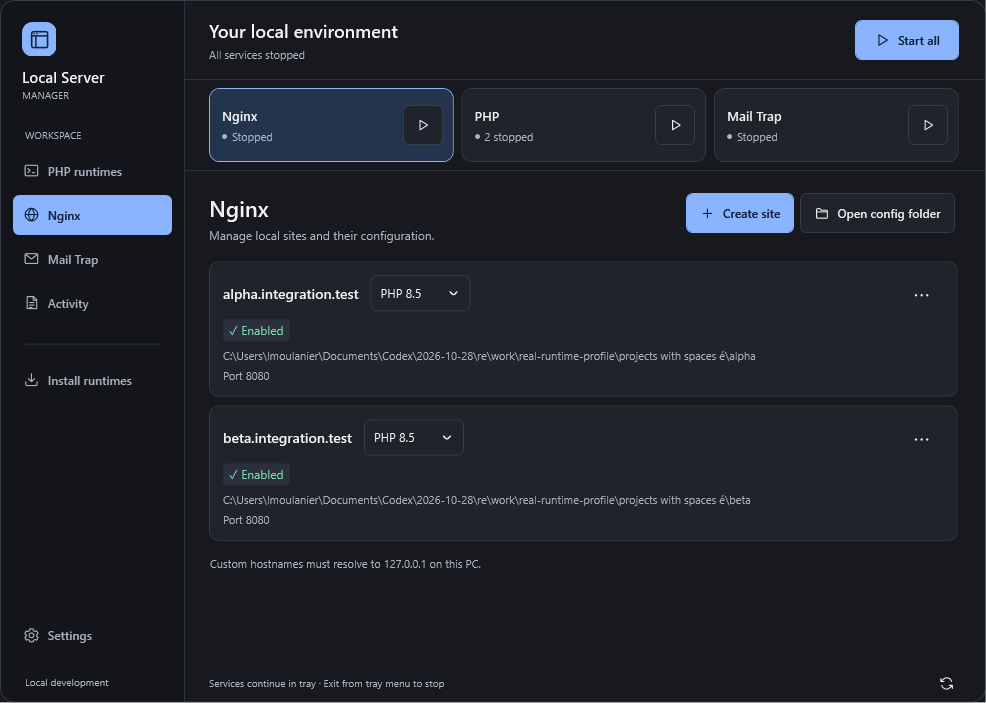 Local Server
MANAGER
WORKSPACE
PHP runtimes
Nginx
Mail Trap
Activity
Install runtimes
Settings
Local development
Your local environment
All services stopped
Start all
Nginx
Stopped
PHP
2 stopped
Mail Trap
Stopped
Nginx
Manage local sites and their configuration.
Create site
Open config folder
alpha.integration.test
PHP 8.5
✓ Enabled
C:\Users\lmoulanier\Documents\Codex\2026-10-28\re\work\real-runtime-profile\projects with spaces é\alpha
Port 8080
beta.integration.test
PHP 8.5
✓ Enabled
C:\Users\lmoulanier\Documents\Codex\2026-10-28\re\work\real-runtime-profile\projects with spaces é\beta
Port 8080
Custom hostnames must resolve to 127.0.0.1 on this PC.
Services continue in tray · Exit from tray menu to stop